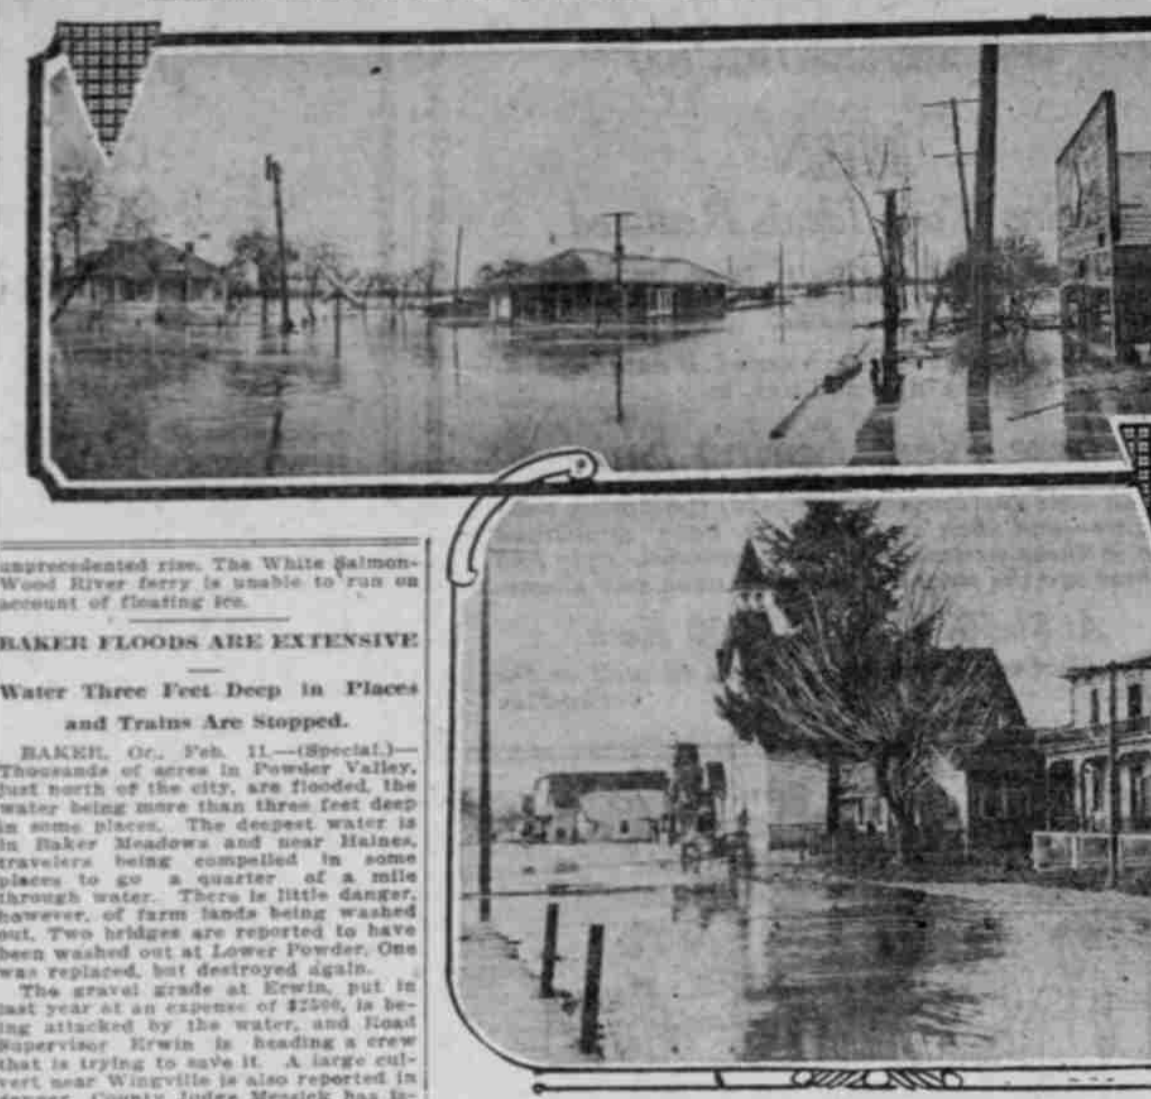 unprecedented rise. The White Salmon-
Wood River ferry is unable to run on
account of floating ice.
BAKER FLOODS ARE EXTENSIVE
Water Three Feet Deep in Places
and Trains Are Stopped.
BAKER, Or., Feb. 11.—(Special.)—
Thousands of acres in Powder Valley,
just north of the city, are flooded, the
water being more than three feet deep
in some places. The deepest water is
in Baker Meadows and near Haines,
travelers being compelled in some
places to go a quarter of a mile
through water. There is little danger,
however, of farm lands being washed
out. Two bridges are reported to have
been washed out at Lower Powder. One
was replaced, but destroyed again.
The gravel grade at Erwin, put in
last year at an expense of $2500, is be-
ing attacked by the water, and Road
Supervisor Erwin is heading a crew
that is trying to save it. A large cul-
vert near Wingville is also reported in
County Judge Messick has is-